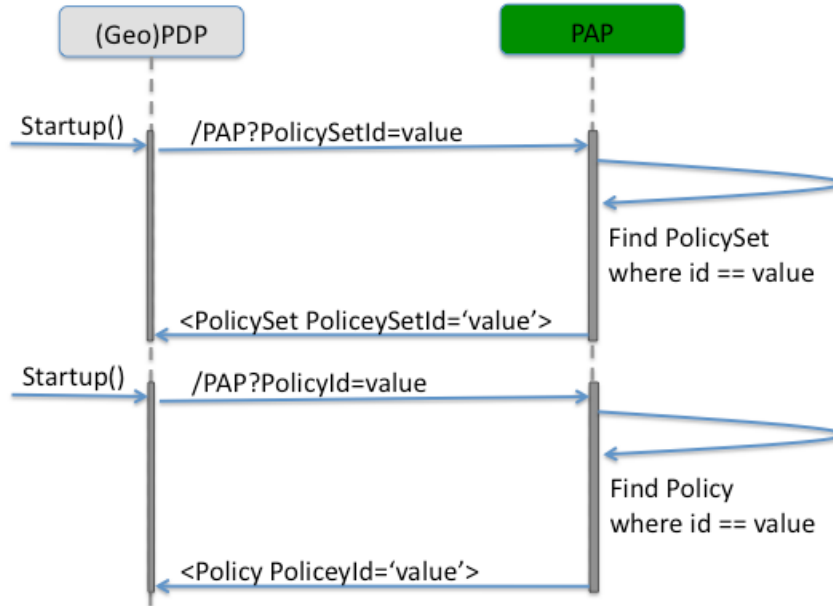 (Geo)PDP
PAP
Startup()
/PAP?PolicySetId=value
Find PolicySet
where id == value
<PolicySet PoliceySetId=‘value’>
Startup()
/PAP?PolicyId=value
Find Policy
where id == value
<Policy PoliceyId=‘value’>